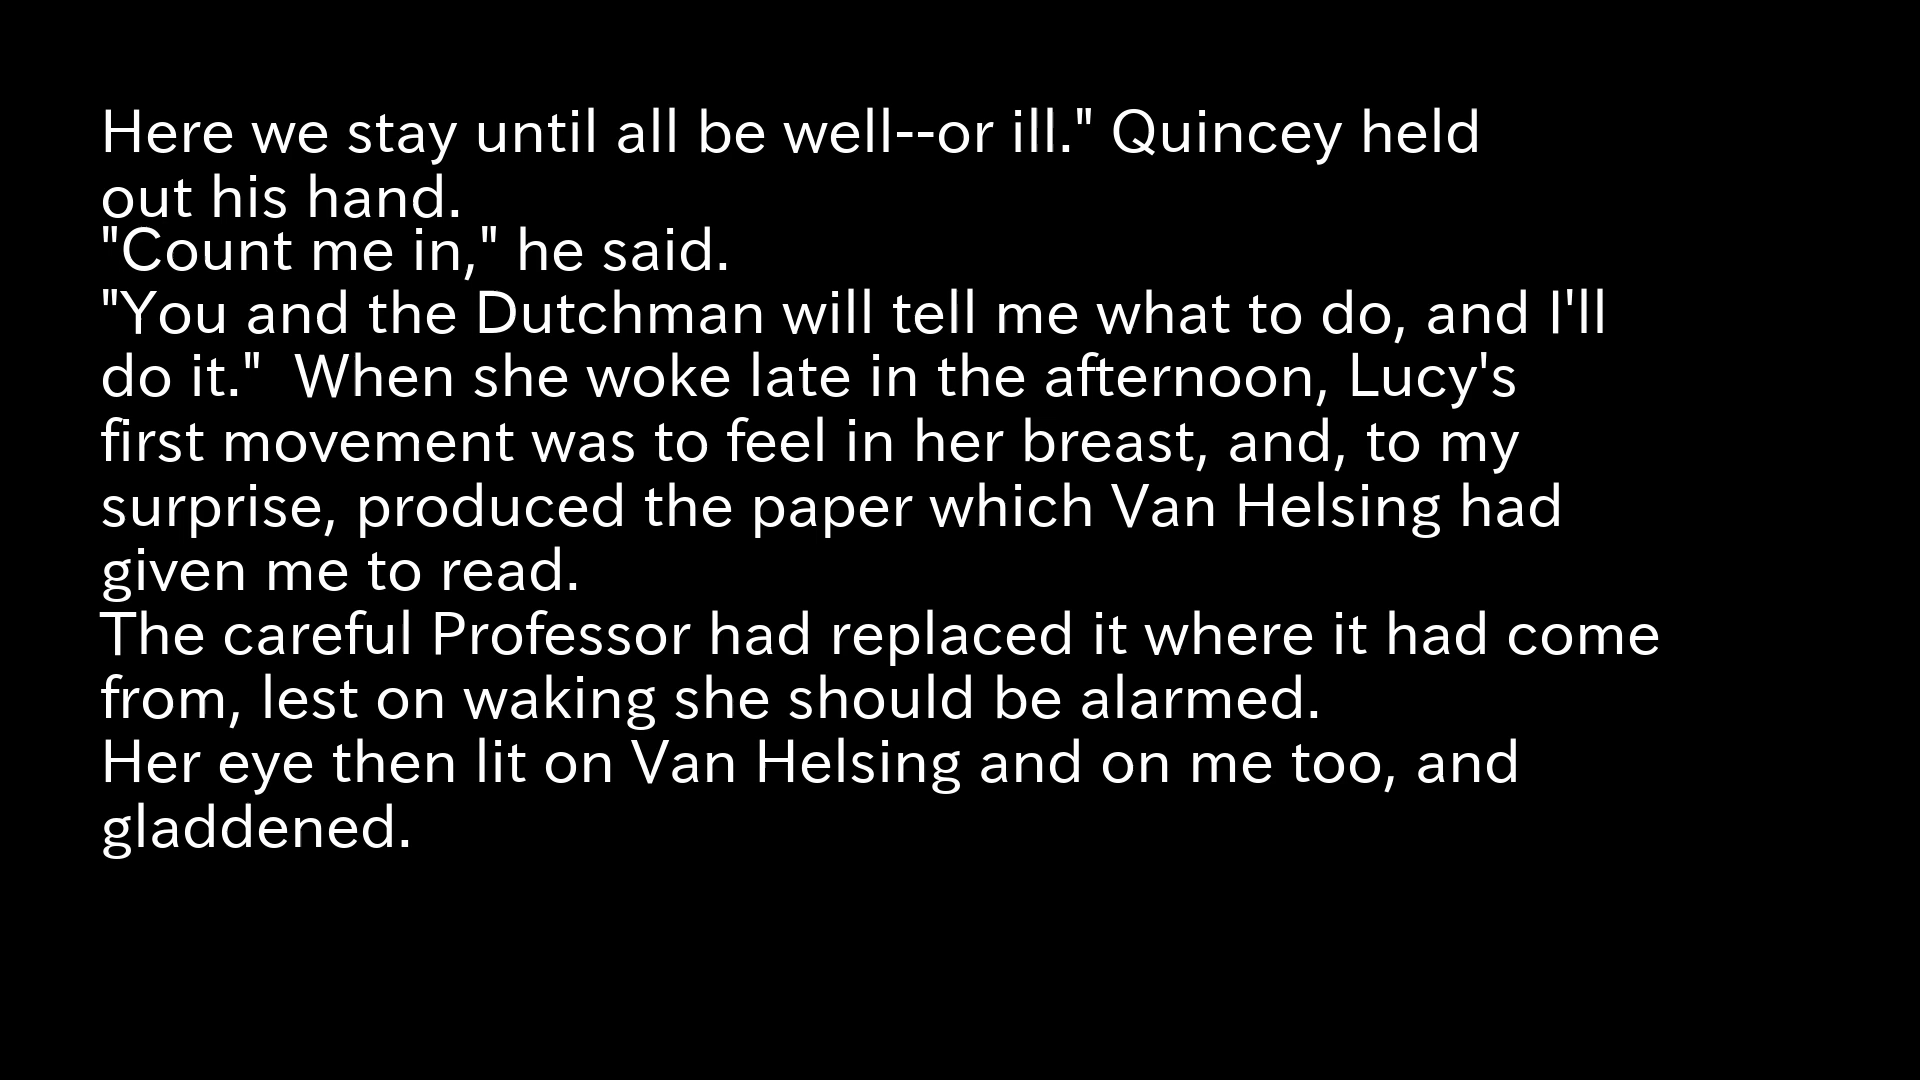 Here we stay until all be well--or ill." Quincey held
out his hand.
"Count me in," he said.
"You and the Dutchman will tell me what to do, and I'll
do it."  When she woke late in the afternoon, Lucy's
first movement was to feel in her breast, and, to my
surprise, produced the paper which Van Helsing had
given me to read.
The careful Professor had replaced it where it had come
from, lest on waking she should be alarmed.
Her eye then lit on Van Helsing and on me too, and
gladdened.